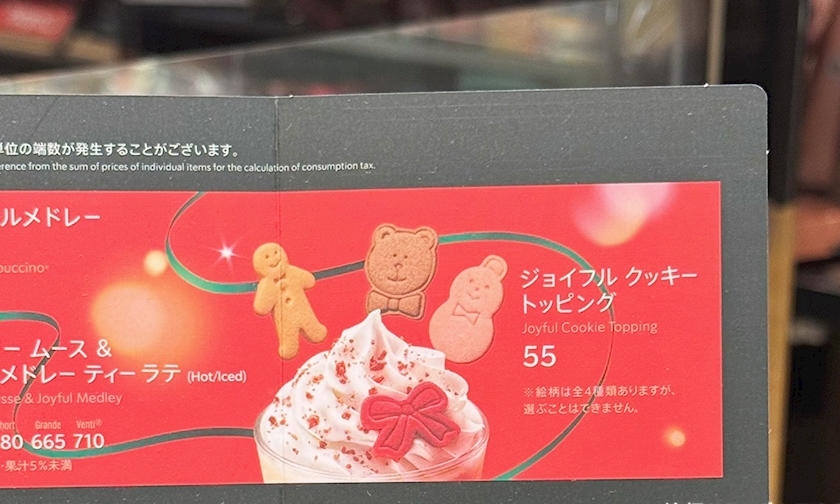 単位の端数が発生することがございます。
erence from the sum of prices of individual items for the calculation of consumption tax.
ルメドレー
puccino®
ー ムース &
メドレー ティー ラテ (Hot/Iced)
sse & Joyful Medley
hort Grande Venti®
80 665 710
・果汁5%未満
ジョイフル クッキー
トッピング
Joyful Cookie Topping
55
※絵柄は全4種類ありますが、
選ぶことはできません。